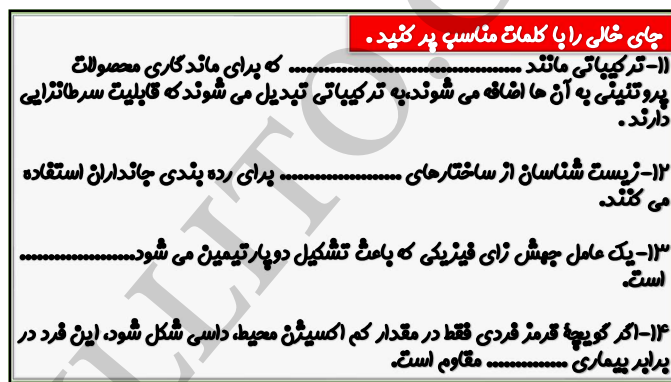 جای خالی را با کلمات مناسب پر کنید .
۱۱-ترکیباتی مانند ........................................ که برای ماندگاری محصولات
پروتئینی به آن ها اضافه می شوند،به ترکیباتی تبدیل می شوند که قابلیت سرطانزایی
دارند .
۱۲-زیست شناسان از ساختارهای ..................... برای رده بندی جانداران استفاده
می کنند.
۱۳-یک عامل جهش زای فیزیکی که باعث تشکیل دوپارتیمین می شود....................
است.
۱۴-اگر گویچهٔ قرمز فردی فقط در مقدار کم اکسیژن محیط، داسی شکل شود، این فرد در
برابر بیماری .............. مقاوم است.